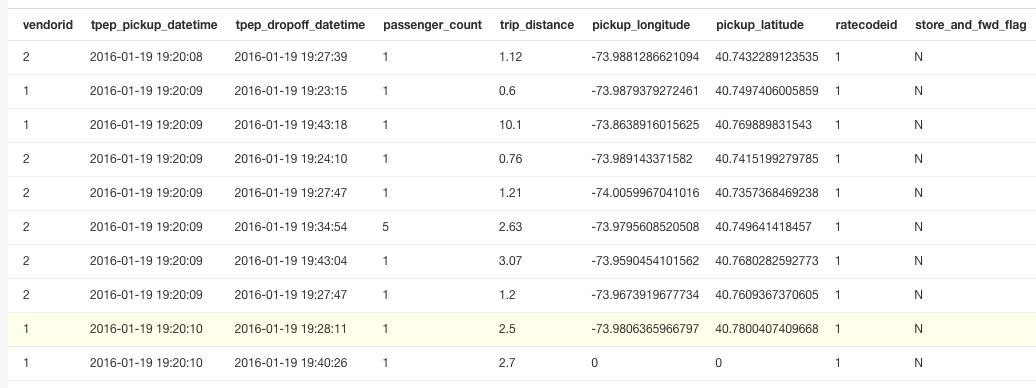 vendorid tpep_pickup_datetime tpep_dropoff_datetime passenger_count trip_distance pickup_longitude pickup_latitude ratecodeid store_and_fwd_flag
2 2016-01-19 19:20:08 2016-01-19 19:27:39 1 1.12 -73.9881286621094 40.7432289123535 1 N
1 2016-01-19 19:20:09 2016-01-19 19:23:15 1 0.6 -73.9879379272461 40.7497406005859 1 N
1 2016-01-19 19:20:09 2016-01-19 19:43:18 1 10.1 -73.8638916015625 40.769889831543 1 N
2 2016-01-19 19:20:09 2016-01-19 19:24:10 1 0.76 -73.989143371582 40.7415199279785 1 N
2 2016-01-19 19:20:09 2016-01-19 19:27:47 1 1.21 -74.0059967041016 40.7357368469238 1 N
2 2016-01-19 19:20:09 2016-01-19 19:34:54 5 2.63 -73.9795608520508 40.749641418457 1 N
2 2016-01-19 19:20:09 2016-01-19 19:43:04 1 3.07 -73.9590454101562 40.7680282592773 1 N
2 2016-01-19 19:20:09 2016-01-19 19:27:47 1 1.2 -73.9673919677734 40.7609367370605 1 N
1 2016-01-19 19:20:10 2016-01-19 19:28:11 1 2.5 -73.9806365966797 40.7800407409668 1 N
1 2016-01-19 19:20:10 2016-01-19 19:40:26 1 2.7 0 0 1 N